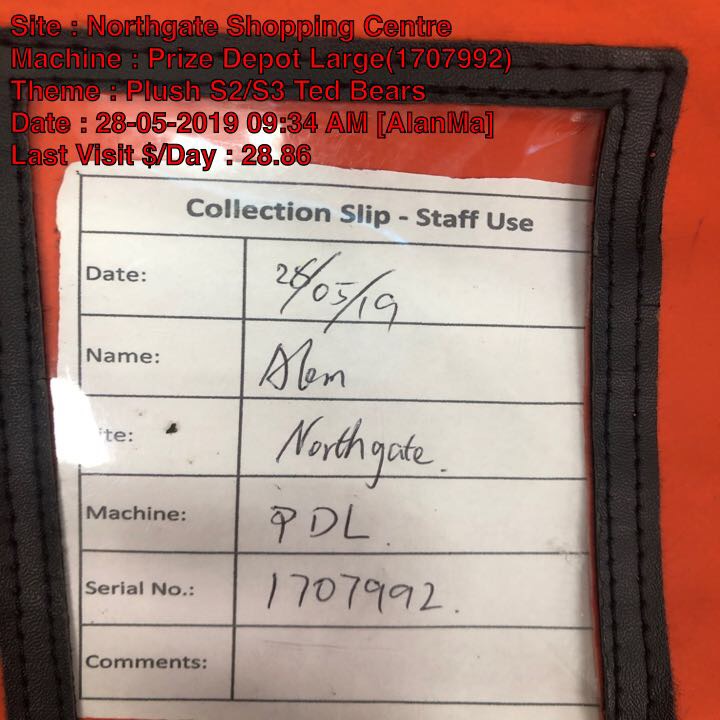 Site : Northgate Shopping Centre
Machine : Prize Depot Large(1707992)
Theme : Plush S2/S3 Ted Bears
Date : 28-05-2019 09:34 AM [AlanMa]
Last Visit $/Day : 28.86
Collection Slip - Staff Use
Date: 28/05/19
Name: Alan
ite: Northgate.
Machine: PDL.
Serial No.: 1707992.
Comments: